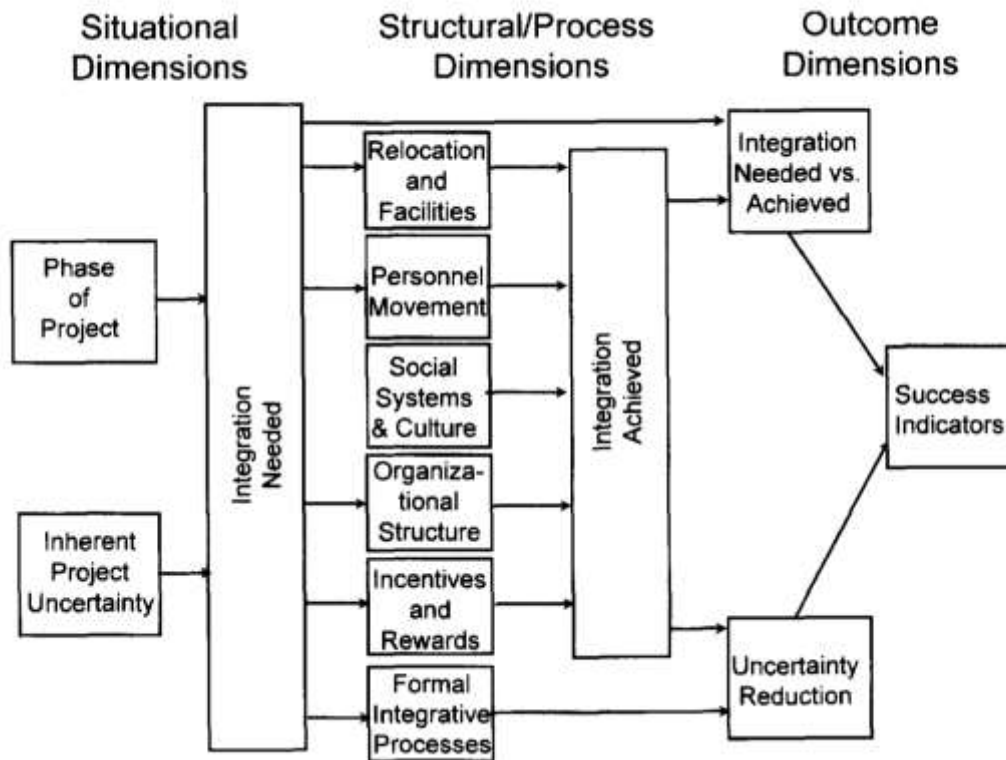 Situational
Dimensions
Structural/Process
Dimensions
Outcome
Dimensions
Phase
of
Project
Inherent
Project
Uncertainty
Integration
Needed
Relocation
and
Facilities
Personnel
Movement
Social
Systems
& Culture
Organiza-
tional
Structure
Incentives
and
Rewards
Formal
Integrative
Processes
Integration
Achieved
Integration
Needed vs.
Achieved
Success
Indicators
Uncertainty
Reduction